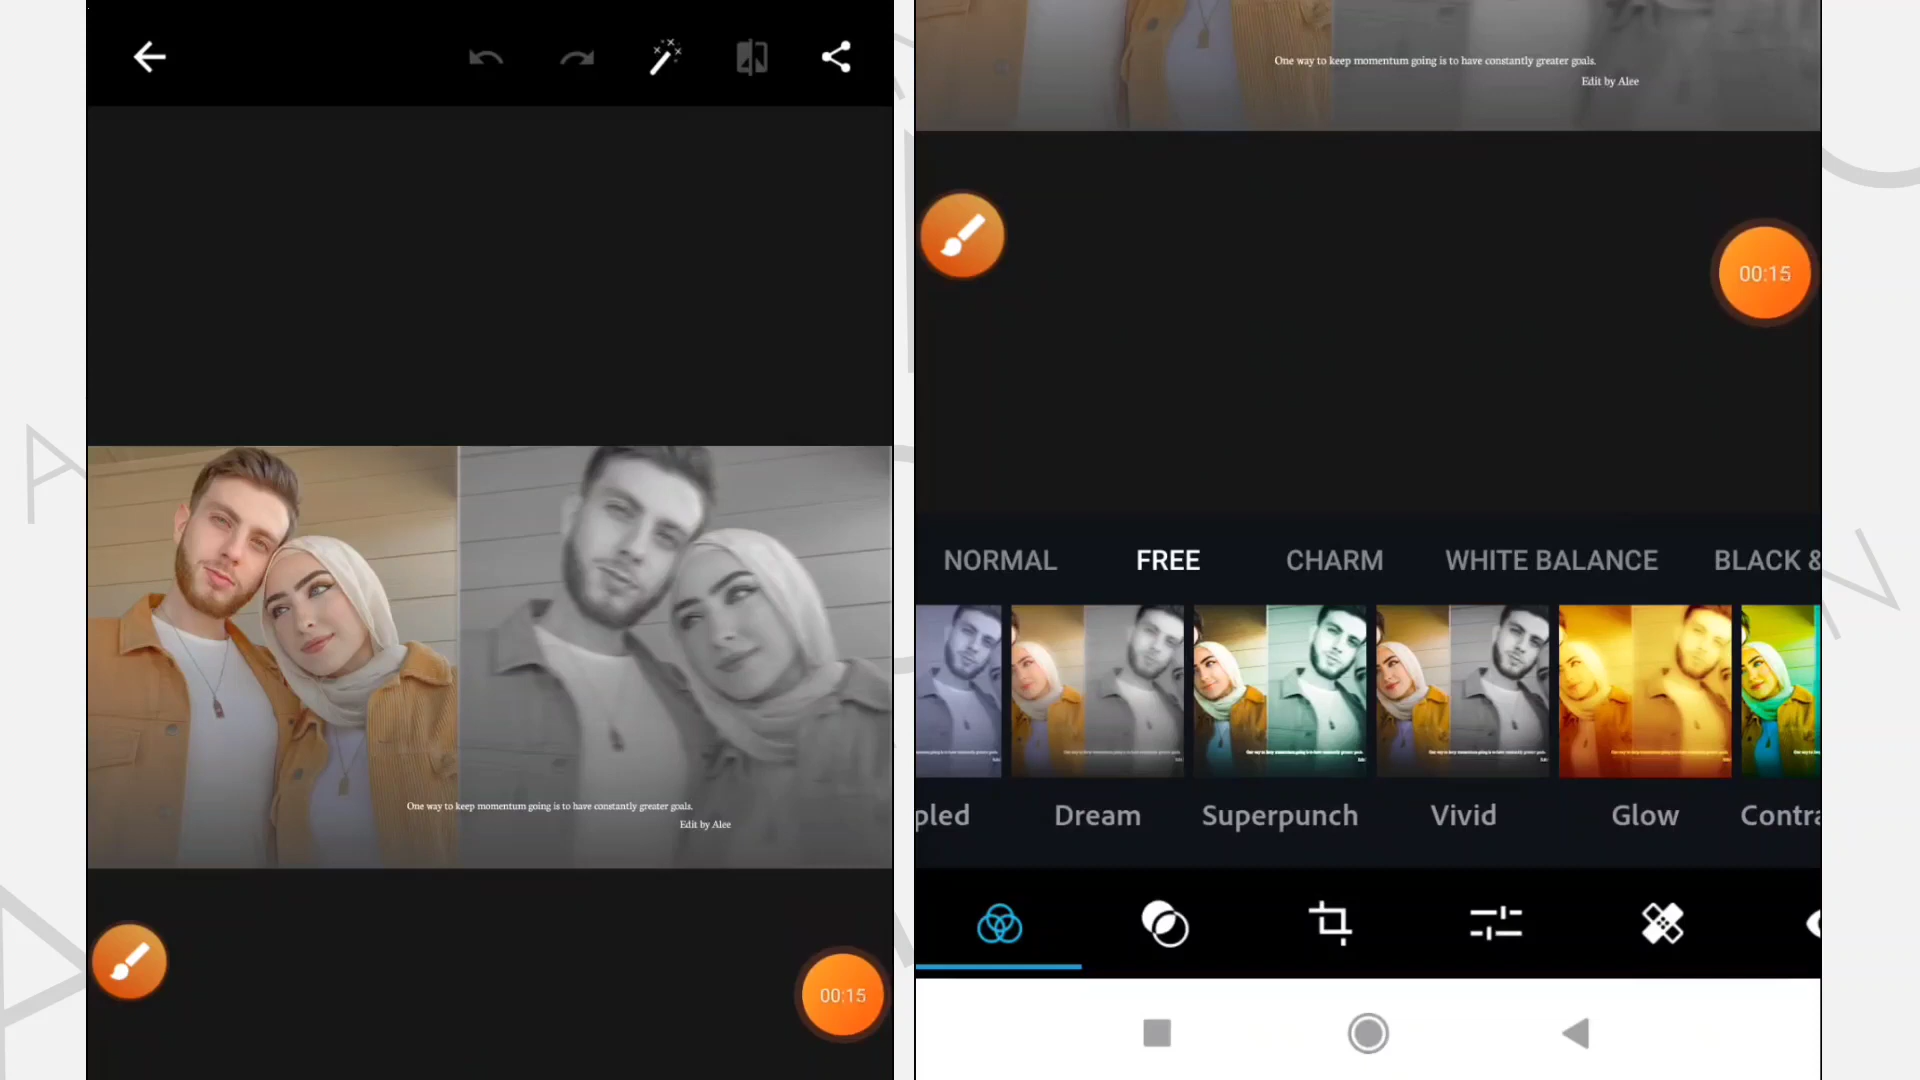 One way to keep momentum going is to have constantly greater goals.
Edit by Alee
00:15
One way to keep momentum going is to have constantly greater goals.
Edit by Alee
00:15
NORMAL FREE CHARM WHITE BALANCE BLACK &
pled Dream Superpunch Vivid Glow Contra